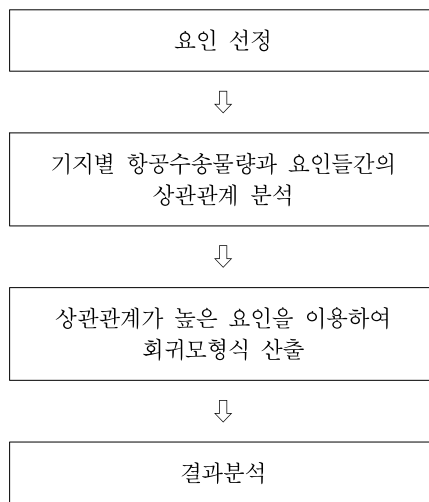 요인 선정
기지별 항공수송물량과 요인들간의
상관관계 분석
상관관계가 높은 요인을 이용하여
회귀모형식 산출
결과분석